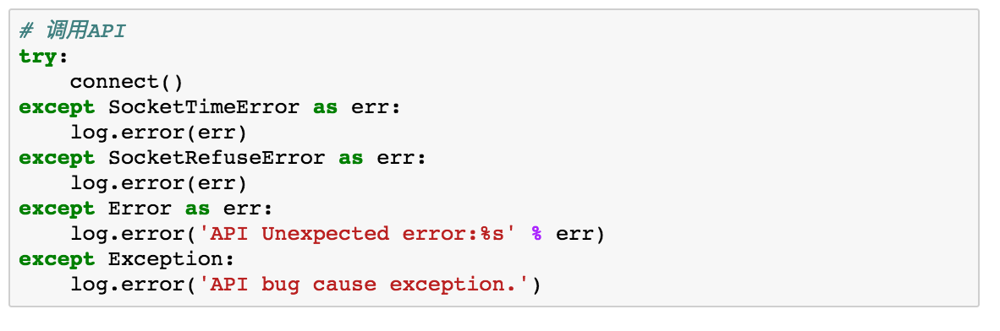 # 调用API
try:
    connect()
except SocketTimeError as err:
    log.error(err)
except SocketRefuseError as err:
    log.error(err)
except Error as err:
    log.error('API Unexpected error:%s' % err)
except Exception:
    log.error('API bug cause exception.')